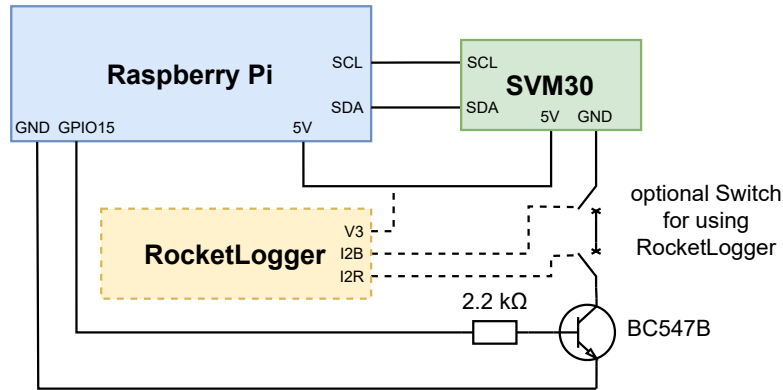 Raspberry Pi
SCL
SDA
GND
GPIO15
5V
SCL
SDA
SVM30
5V
GND
RocketLogger
V3
I2B
I2R
optional Switch
for using
RocketLogger
2.2 kΩ
BC547B